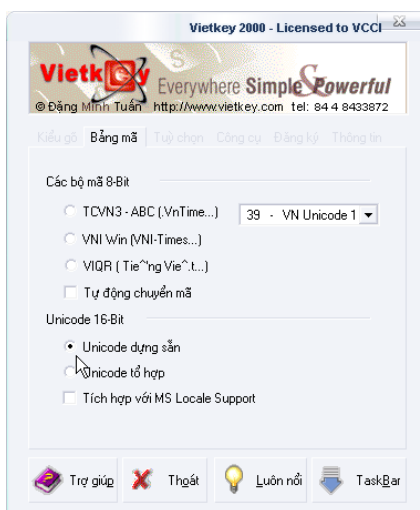 Vietkey 2000 - Licensed to VCCI
Vietkey
Everywhere Simple & Powerful
© Đặng Minh Tuấn http://www.vietkey.com tel: 84 4 8433872
Kiểu gõ Bảng mã Tuỳ chọn Công cụ Đăng ký Thông tin
Các bộ mã 8-Bit
TCVN3 - ABC (.VnTime...) 39 - VN Unicode 1
VNI Win (VNI-Times...)
VIQR ( Tie^'ng Vie^.t...)
Tự động chuyển mã
Unicode 16-Bit
Unicode dựng sẵn
Unicode tổ hợp
Tích hợp với MS Locale Support
Trợ giúp Thoát Luôn nổi TaskBar